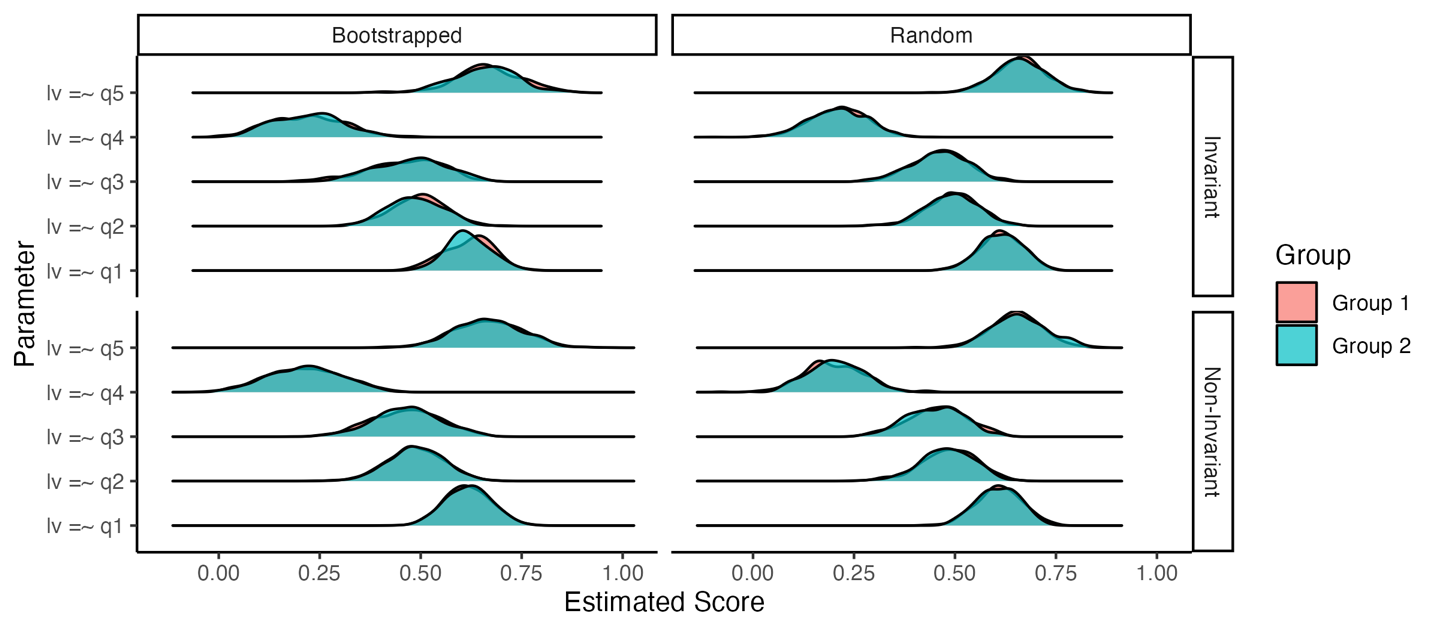 Bootstrapped
Random
Parameter
lv =~ q5
lv =~ q4
lv =~ q3
lv =~ q2
lv =~ q1
Invariant
lv =~ q5
lv =~ q4
lv =~ q3
lv =~ q2
lv =~ q1
Non-Invariant
0.00 0.25 0.50 0.75 1.00
0.00 0.25 0.50 0.75 1.00
Estimated Score
Group
Group 1
Group 2